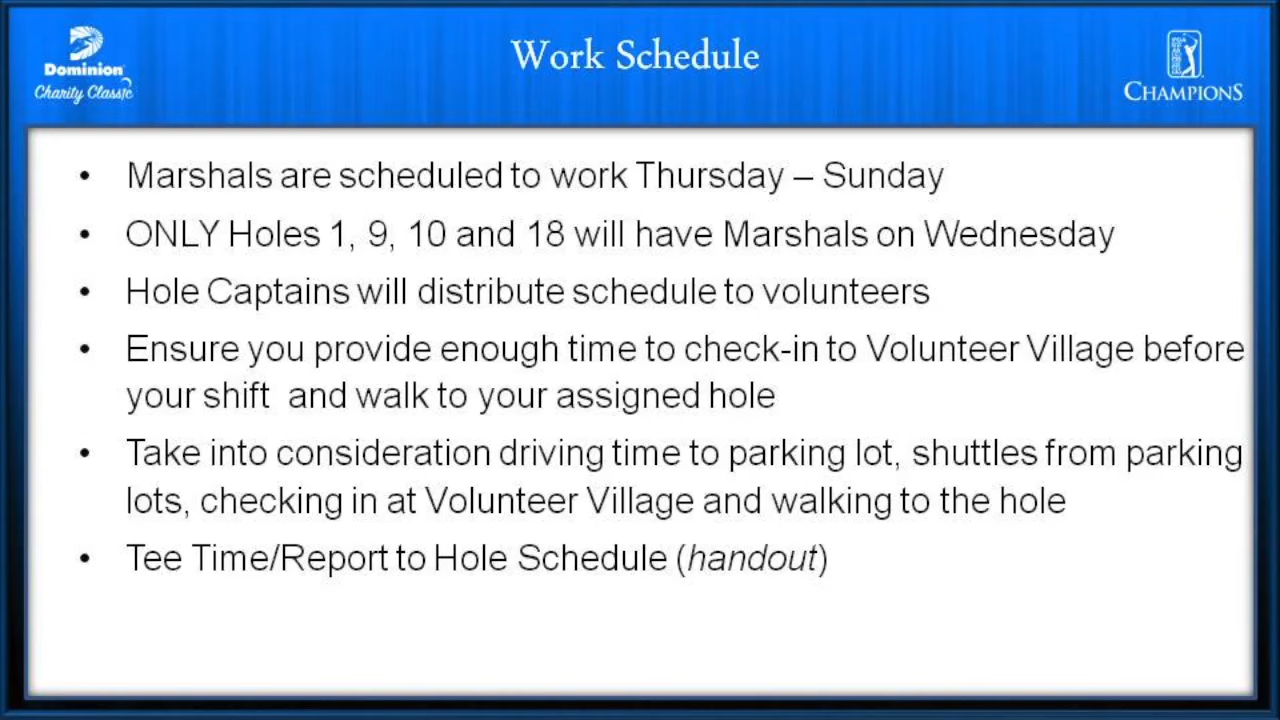 Dominion
Charity Classic
Work Schedule
CHAMPIONS
• Marshals are scheduled to work Thursday – Sunday
• ONLY Holes 1, 9, 10 and 18 will have Marshals on Wednesday
• Hole Captains will distribute schedule to volunteers
• Ensure you provide enough time to check-in to Volunteer Village before
your shift  and walk to your assigned hole
• Take into consideration driving time to parking lot, shuttles from parking
lots, checking in at Volunteer Village and walking to the hole
• Tee Time/Report to Hole Schedule (handout)